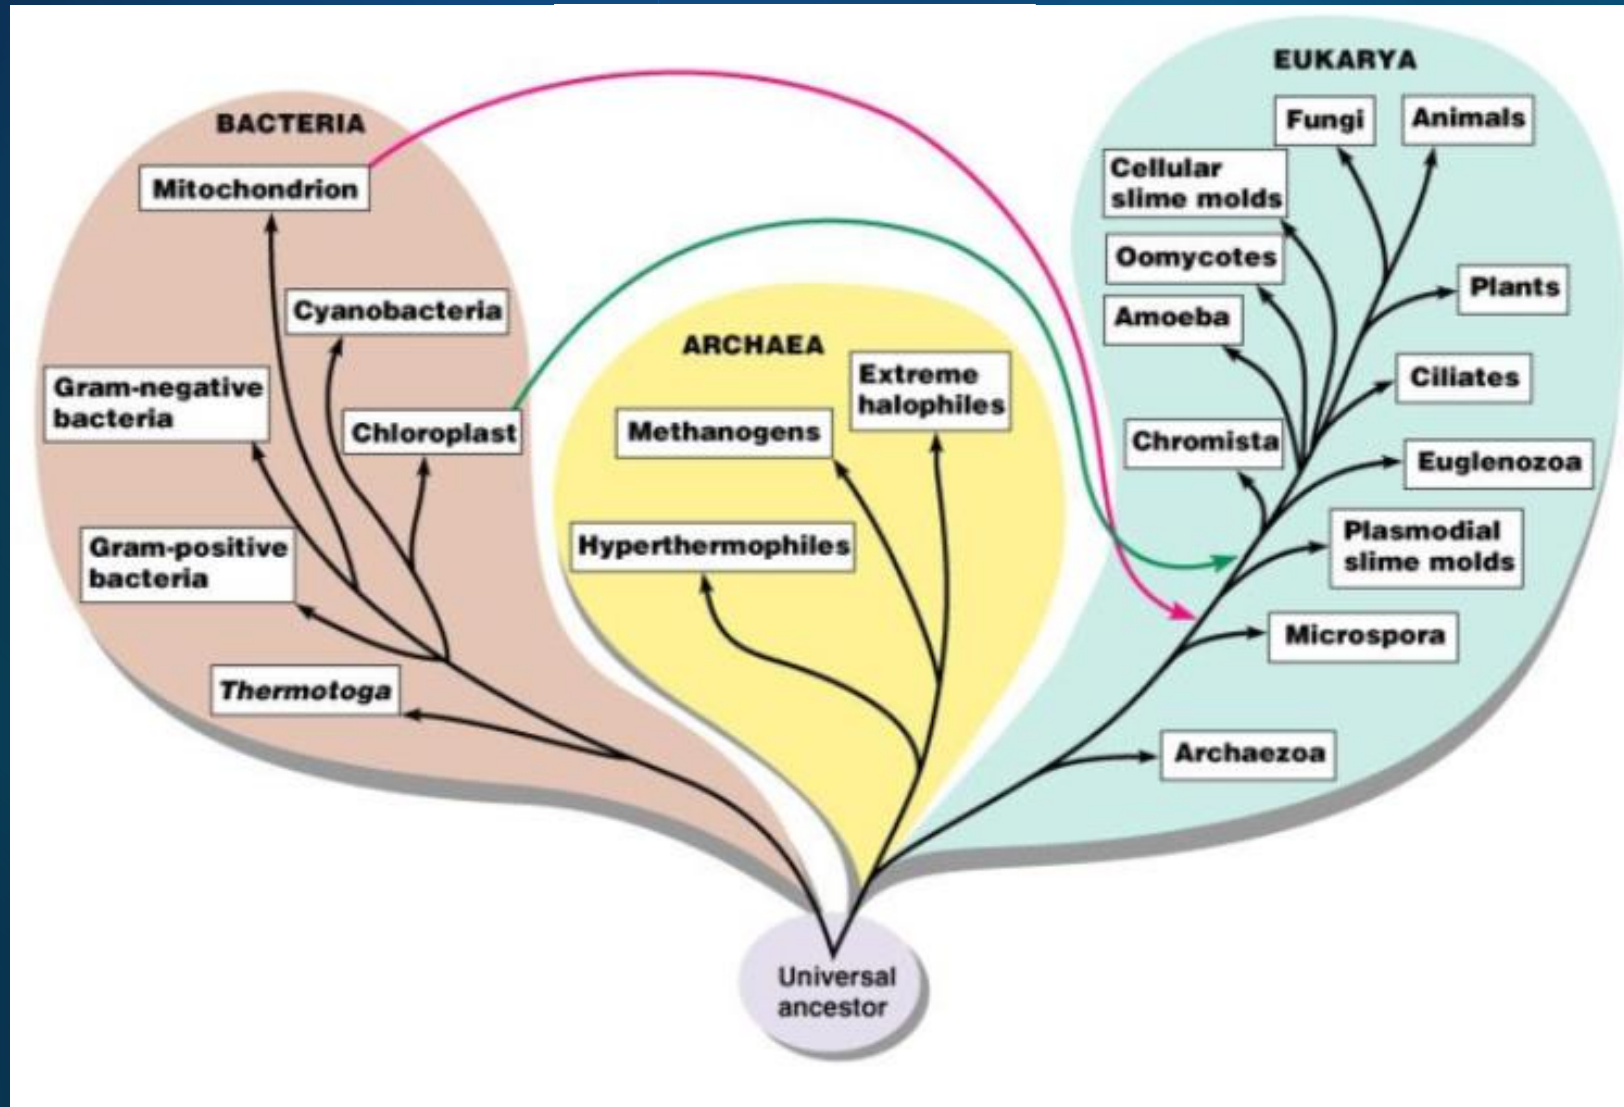 BACTERIA
Mitochondrion
Cyanobacteria
Gram-negative
bacteria
Chloroplast
Gram-positive
bacteria
Thermotoga
ARCHAEA
Extreme
halophiles
Methanogens
Hyperthermophiles
EUKARYA
Fungi
Animals
Cellular
slime molds
Oomycotes
Plants
Amoeba
Ciliates
Chromista
Euglenozoa
Plasmodial
slime molds
Microspora
Archaezoa
Universal
ancestor